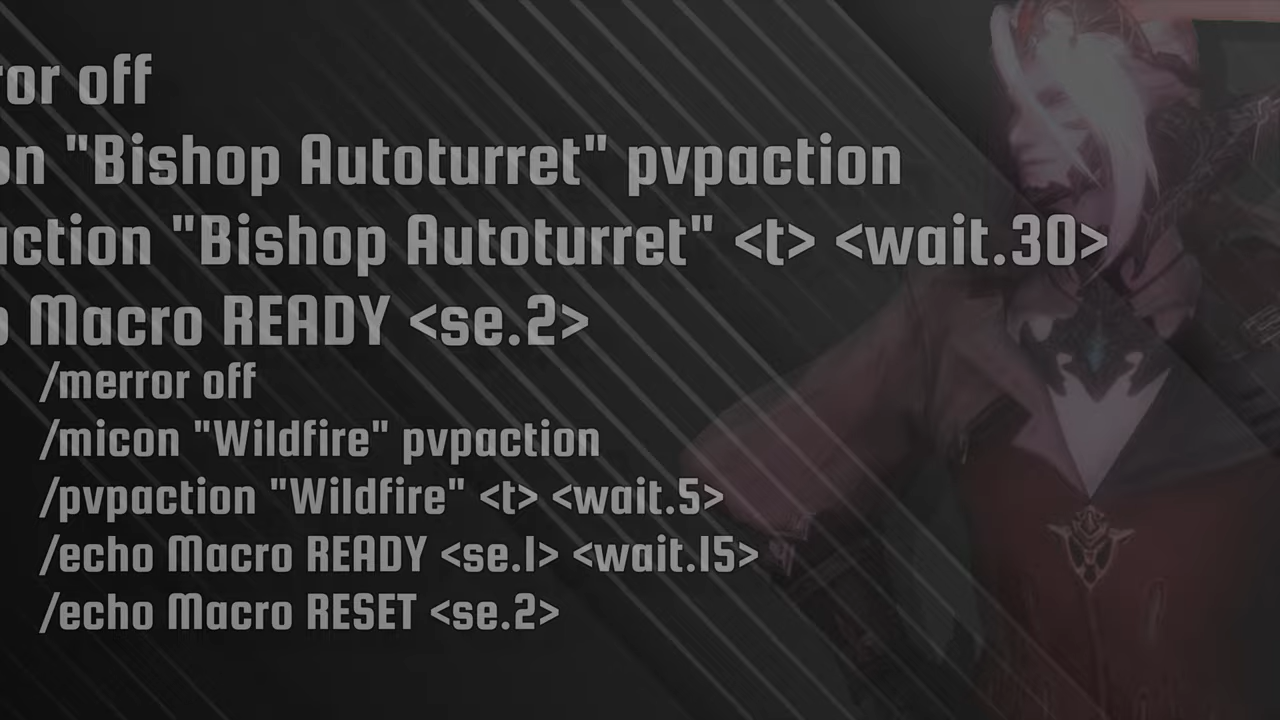 ror off
on "Bishop Autoturret" pvpaction
action "Bishop Autoturret" <t> <wait.30>
o Macro READY <se.2>
/merror off
/micon "Wildfire" pvpaction
/pvpaction "Wildfire" <t> <wait.5>
/echo Macro READY <se.1> <wait.15>
/echo Macro RESET <se.2>